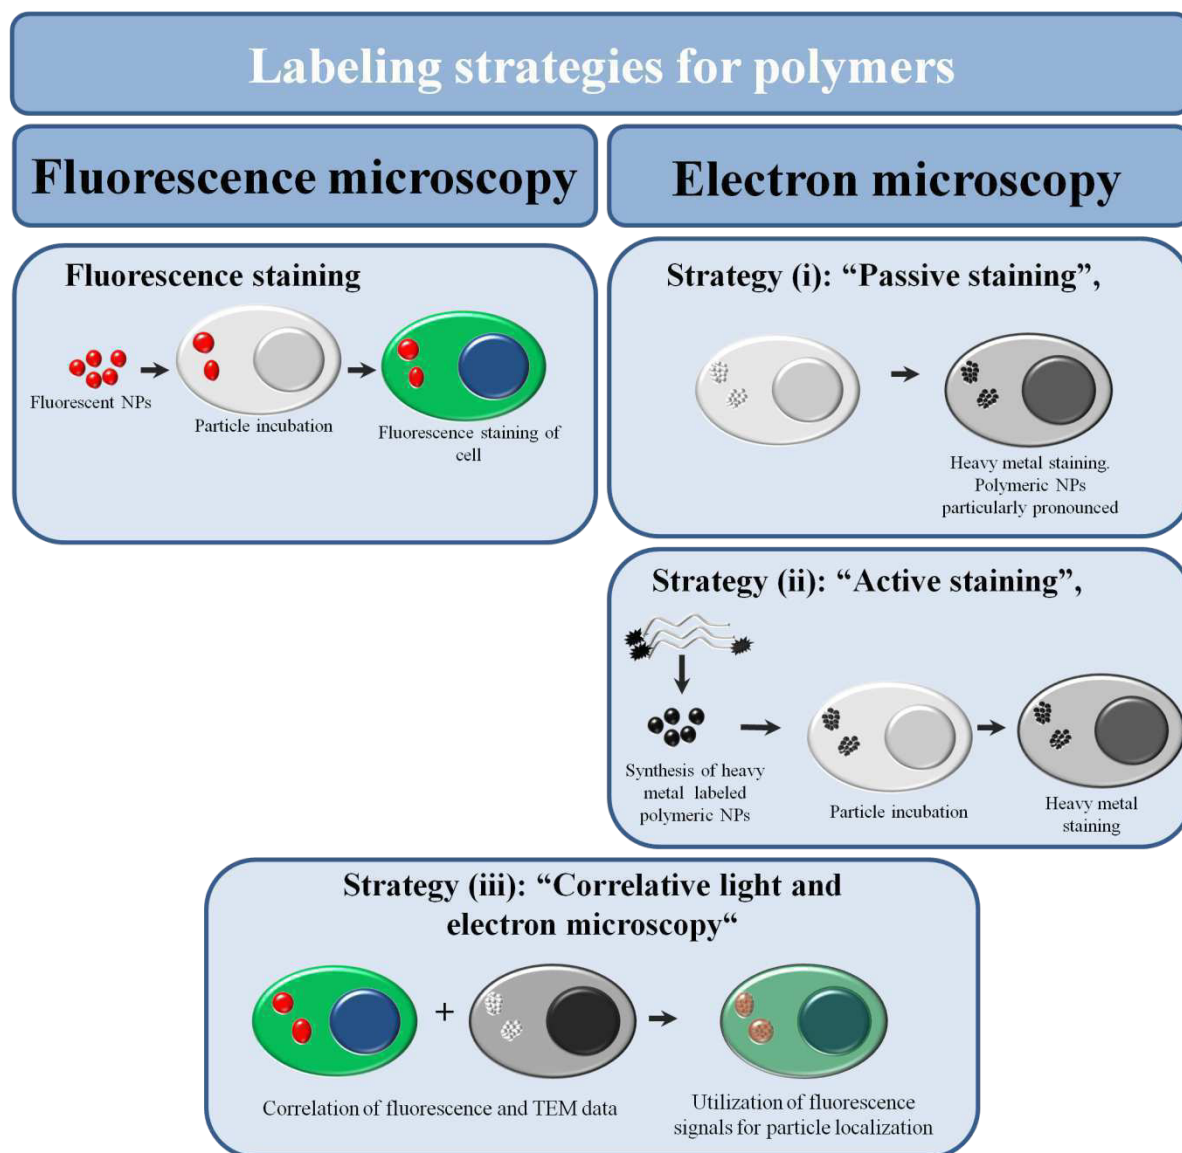 Labeling strategies for polymers
Fluorescence microscopy
Electron microscopy
Fluorescence staining
Fluorescent NPs
Particle incubation
Fluorescence staining of
cell
Strategy (i): “Passive staining”,
Heavy metal staining.
Polymeric NPs
particularly pronounced
Strategy (ii): “Active staining”,
Synthesis of heavy
metal labeled
polymeric NPs
Particle incubation
Heavy metal
staining
Strategy (iii): “Correlative light and
electron microscopy“
+
Correlation of fluorescence and TEM data
Utilization of fluorescence
signals for particle localization